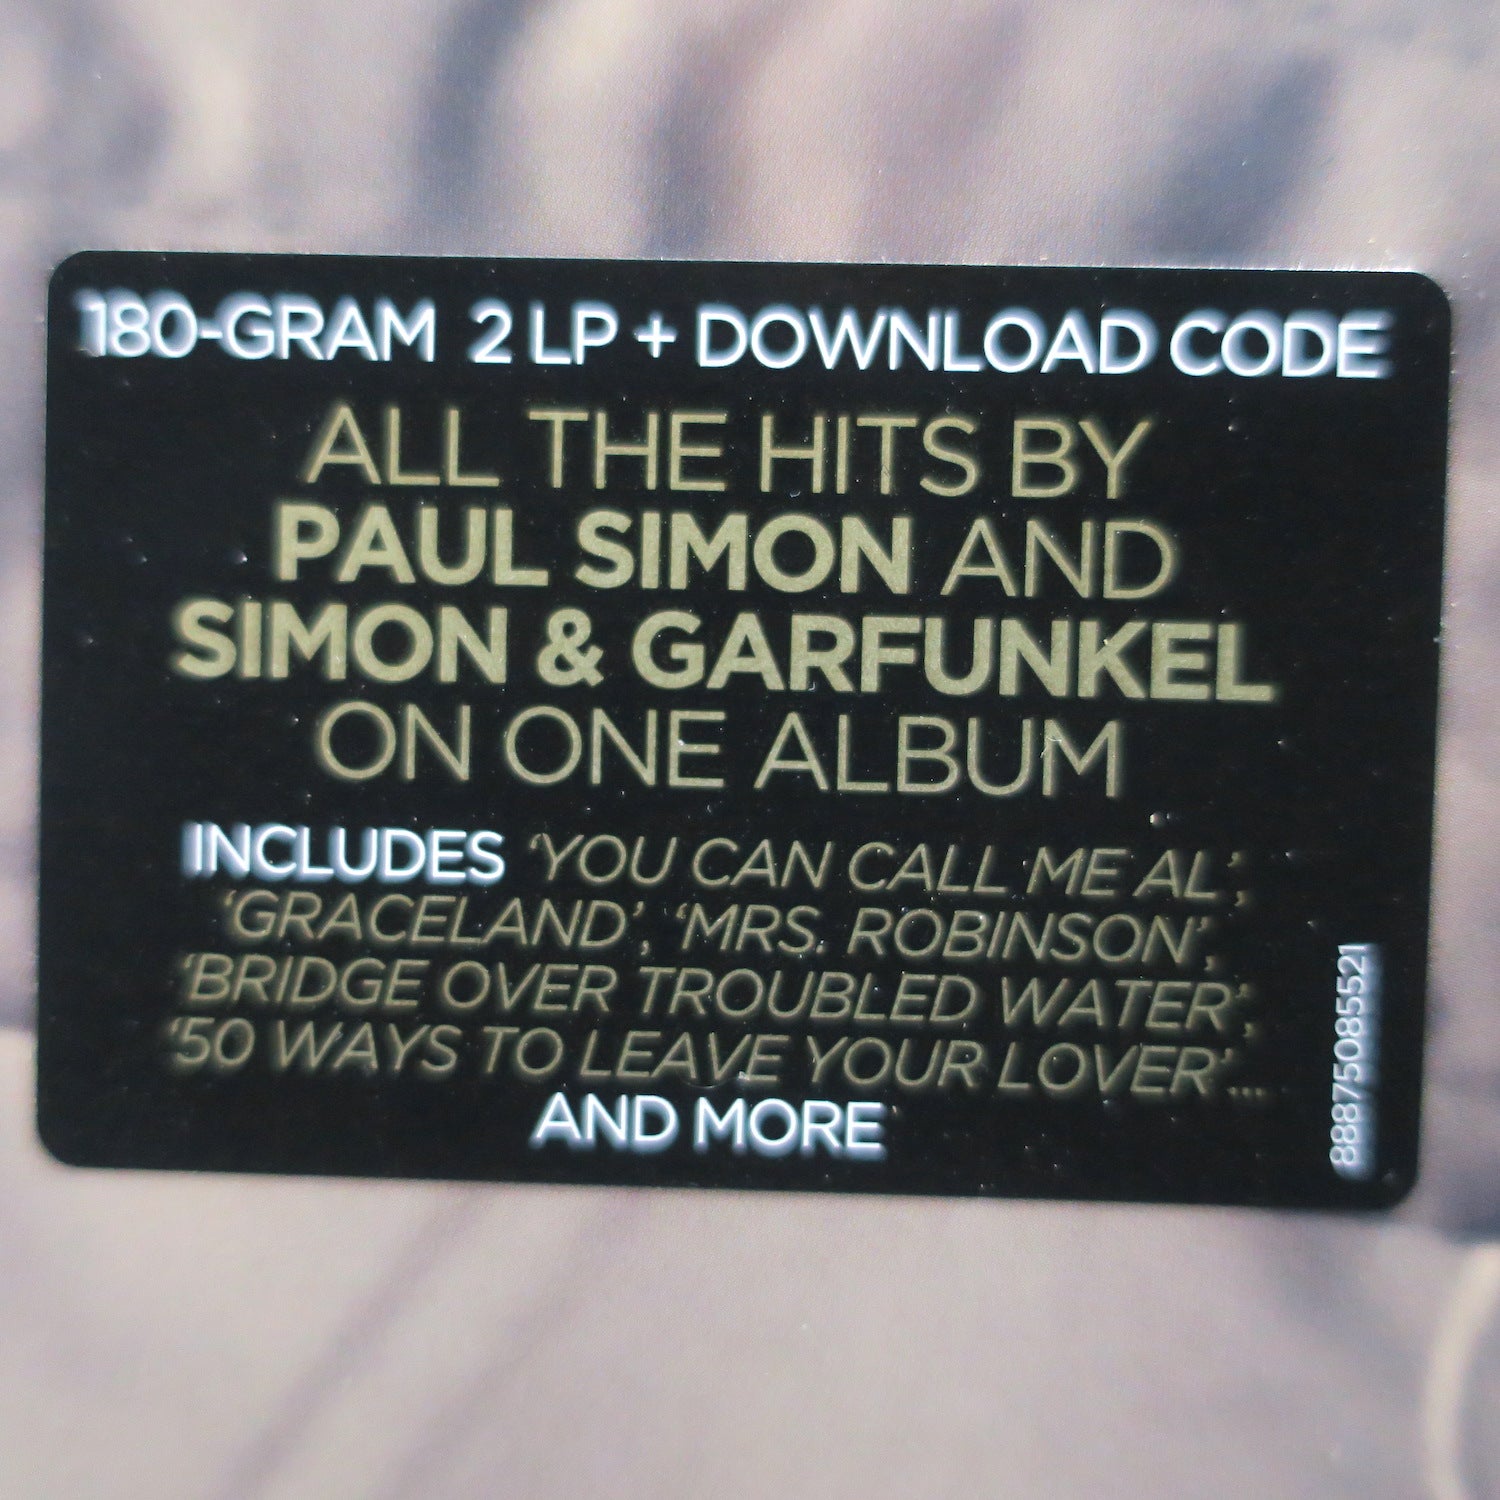 180-GRAM 2 LP + DOWNLOAD CODE
ALL THE HITS BY
PAUL SIMON AND
SIMON & GARFUNKEL
ON ONE ALBUM
INCLUDES ‘YOU CAN CALL ME AL’,
‘GRACELAND’, ‘MRS. ROBINSON’,
‘BRIDGE OVER TROUBLED WATER’,
‘50 WAYS TO LEAVE YOUR LOVER’...
AND MORE
88875085521